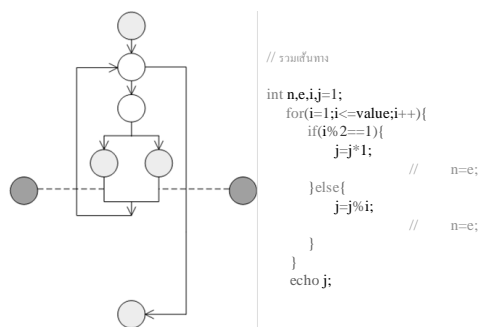 // รวมเส้นทาง
int n,e,i,j=1;
for(i=1;i<=value;i++){
if(i%2==1){
j=j*1;
// n=e;
}else{
j=j%i;
// n=e;
}
}
echo j;